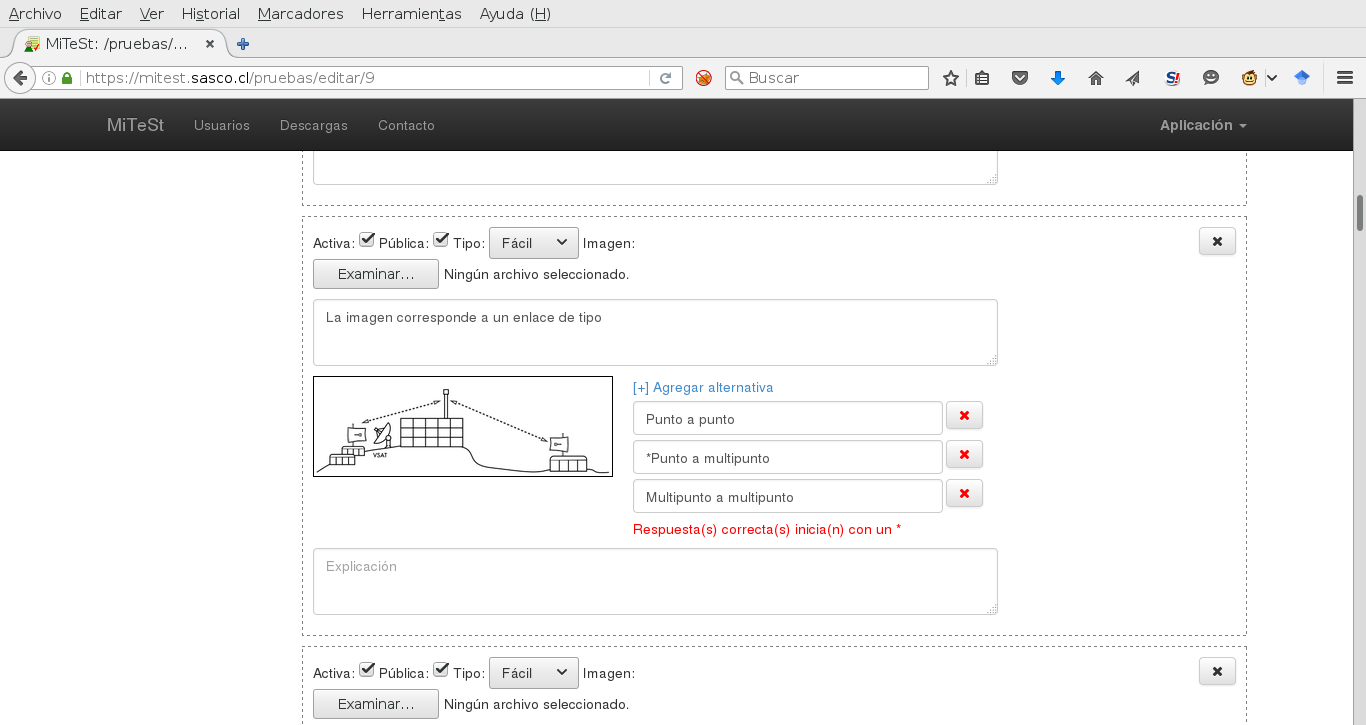 Archivo Editar Ver Historial Marcadores Herramientas Ayuda (H)
MiTeSt: /pruebas/...
https://mitest.sasco.cl/pruebas/editar/9
Buscar
MiTeSt Usuarios Descargas Contacto Aplicación
Activa: Pública: Tipo: Fácil Imagen:
Examinar... Ningún archivo seleccionado.
La imagen corresponde a un enlace de tipo
VSAT
[+] Agregar alternativa
Punto a punto
*Punto a multipunto
Multipunto a multipunto
Respuesta(s) correcta(s) inicia(n) con un *
Explicación
Activa: Pública: Tipo: Fácil Imagen:
Examinar... Ningún archivo seleccionado.